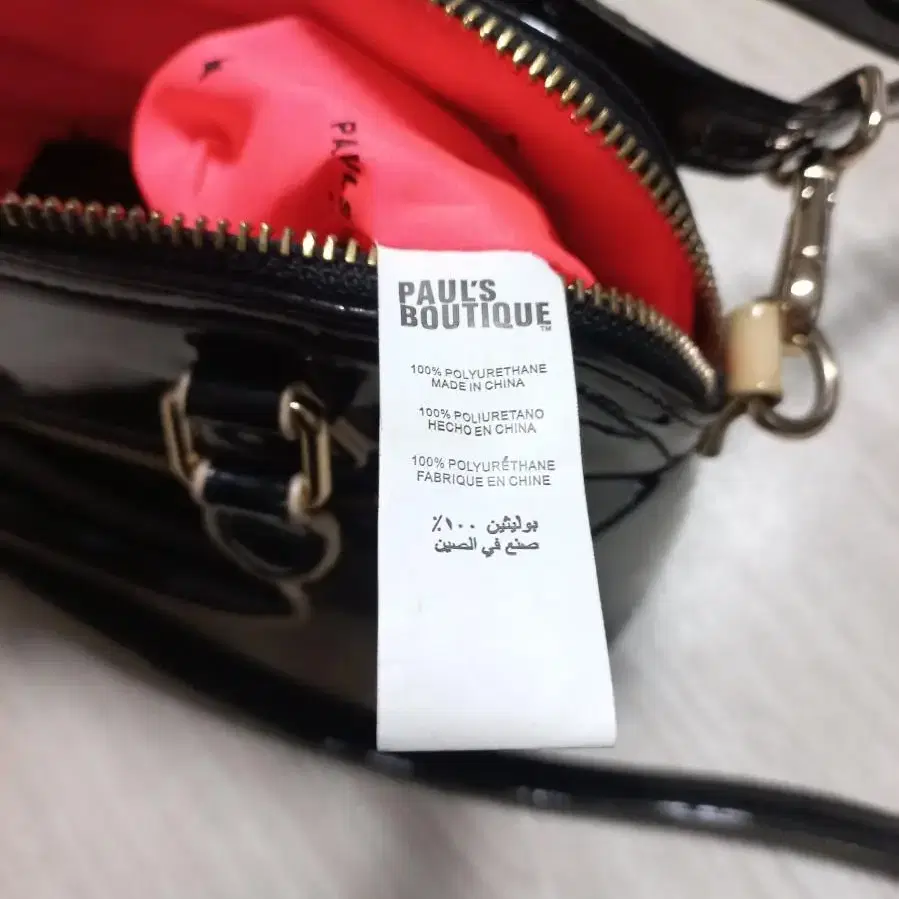 PAUL'S
BOUTIQUE™
100% POLYURETHANE
MADE IN CHINA
100% POLIURETANO
HECHO EN CHINA
100% POLYURÉTHANE
FABRIQUE EN CHINE
بوليثين ١٠٠٪
صنع في الصين